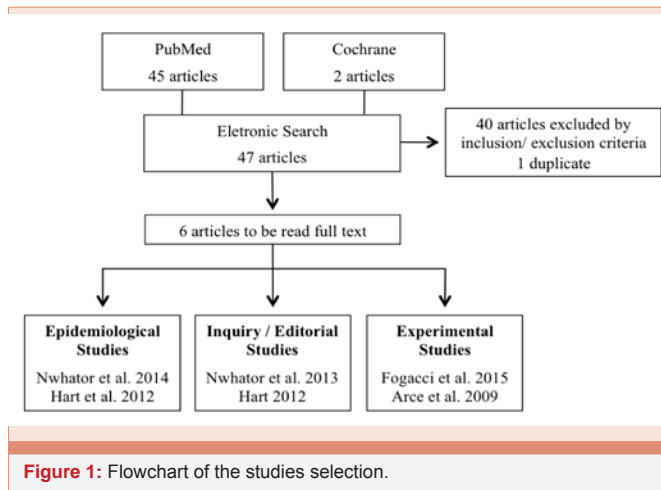 PubMed
45 articles
Cochrane
2 articles
Eletronic Search
47 articles
40 articles excluded by
inclusion/ exclusion criteria
1 duplicate
6 articles to be read full text
Epidemiological
Studies
Nwhator et al. 2014
Hart et al. 2012
Inquiry / Editorial
Studies
Nwhator et al. 2013
Hart 2012
Experimental
Studies
Fogacci et al. 2015
Arce et al. 2009
Figure 1: Flowchart of the studies selection.